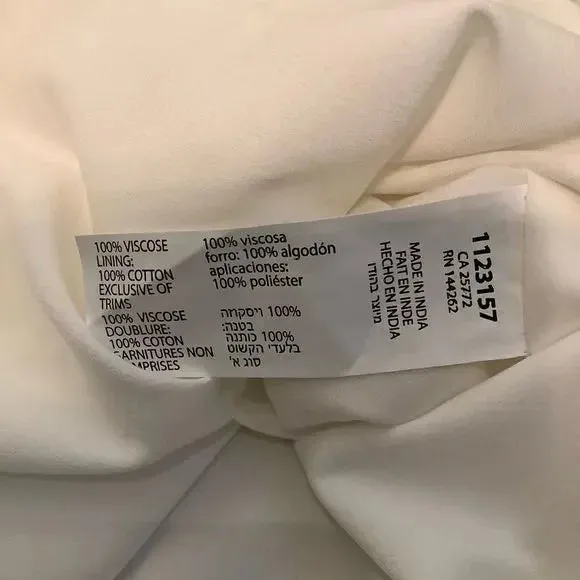 100% VISCOSE
LINING:
100% COTTON
EXCLUSIVE OF
TRIMS
100% VISCOSE
DOUBLURE:
100% COTON
GARNITURES NON
COMPRISES
100% viscosa
forro: 100% algodón
aplicaciones:
100% poliéster
100% ויסקוזה
בטנה:
100% כותנה
בלעדי הקשוט
סוג א'
MADE IN INDIA
FAIT EN INDE
HECHO EN INDIA
מיוצר בהודו
1123157
CA 25772
RN 144262